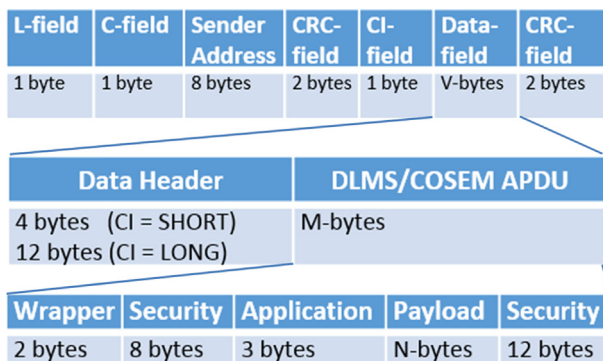 L-field C-field Sender Address CRC-field CI-field Data-field CRC-field
1 byte 1 byte 8 bytes 2 bytes 1 byte V-bytes 2 bytes
Data Header DLMS/COSEM APDU
4 bytes (CI = SHORT) M-bytes
12 bytes (CI = LONG)
Wrapper Security Application Payload Security
2 bytes 8 bytes 3 bytes N-bytes 12 bytes